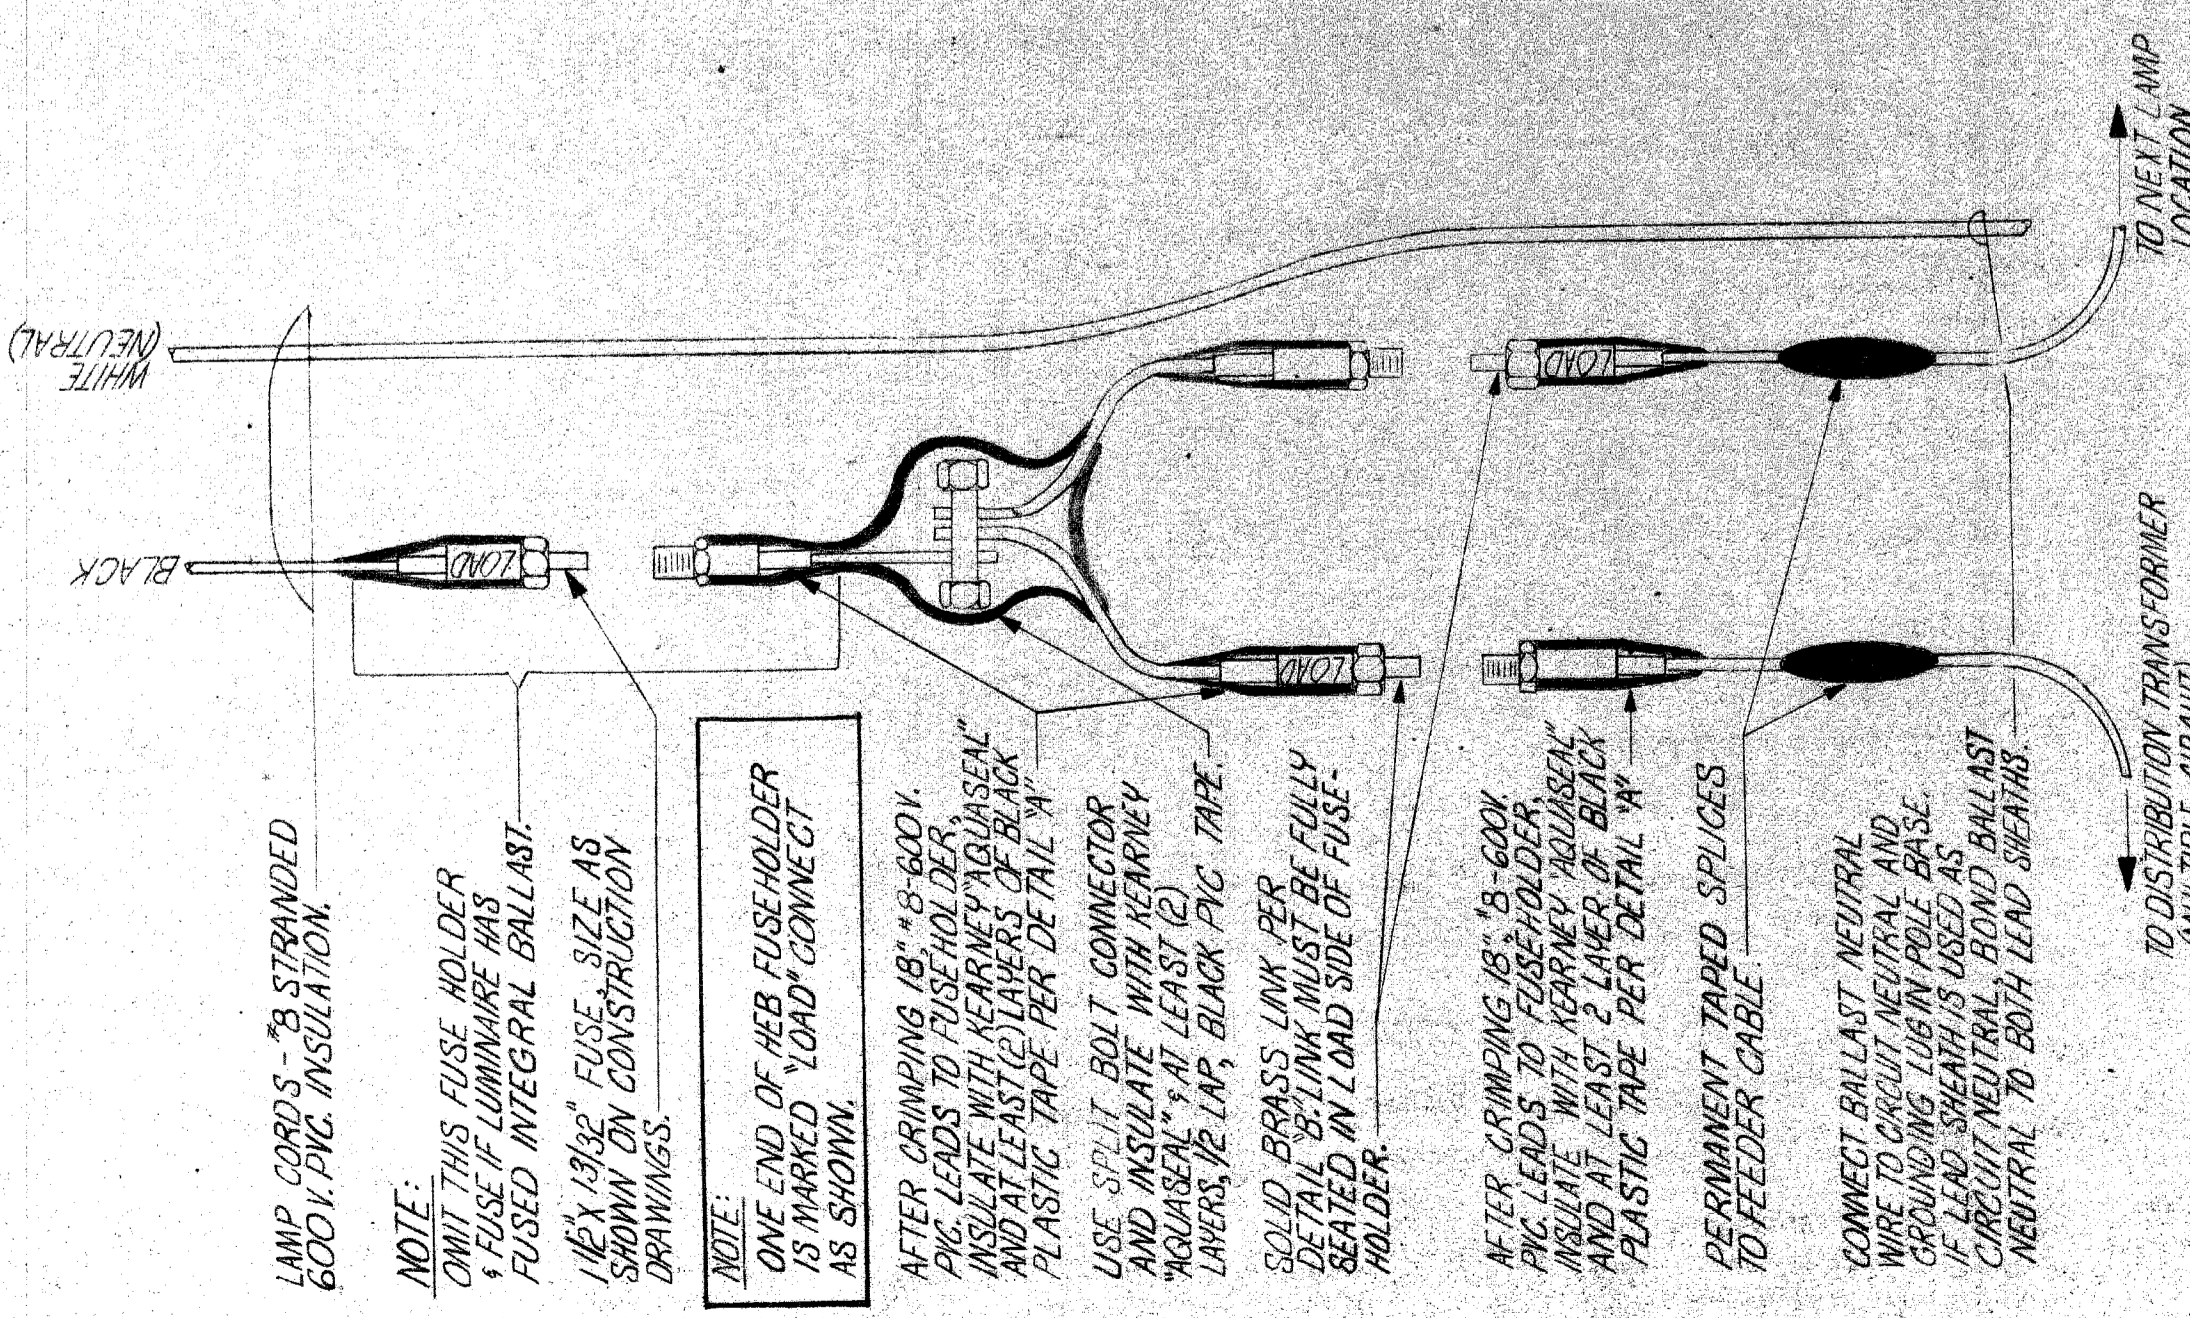 WHITE
(NEUTRAL)
BLACK
LAMP CORDS - #8 STRANDED
600V. PVC. INSULATION.
NOTE:
OMIT THIS FUSE HOLDER
& FUSE IF LUMINAIRE HAS
FUSED INTEGRAL BALLAST.
1 1/2" X 13/32" FUSE, SIZE AS
SHOWN ON CONSTRUCTION
DRAWINGS.
NOTE:
ONE END OF HEB FUSEHOLDER
IS MARKED "LOAD" CONNECT
AS SHOWN.
AFTER CRIMPING 18" #8-600V.
PVC. LEADS TO FUSEHOLDER,
INSULATE WITH KEARNEY "AQUASEAL"
AND AT LEAST (2) LAYERS OF BLACK
PLASTIC TAPE PER DETAIL "A"
USE SPLIT BOLT CONNECTOR
AND INSULATE WITH KEARNEY
"AQUASEAL" & AT LEAST (2)
LAYERS, 1/2 LAP, BLACK PVC TAPE.
SOLID BRASS LINK PER
DETAIL "B." LINK MUST BE FULLY
SEATED IN LOAD SIDE OF FUSE-
HOLDER.
AFTER CRIMPING 18", #8-600V.
PVC. LEADS TO FUSEHOLDER,
INSULATE WITH KEARNEY "AQUASEAL"
AND AT LEAST 2 LAYER OF BLACK
PLASTIC TAPE PER DETAIL "A"
PERMANENT TAPED SPLICES
TO FEEDER CABLE.
CONNECT BALLAST NEUTRAL
WIRE TO CIRCUIT NEUTRAL AND
GROUNDING LUG IN POLE BASE.
IF LEAD SHEATH IS USED AS
CIRCUIT NEUTRAL, BOND BALLAST
NEUTRAL TO BOTH LEAD SHEATHS.
LOAD
LOAD
LOAD
TO NEXT LAMP
LOCATION
TO DISTRIBUTION TRANSFORMER